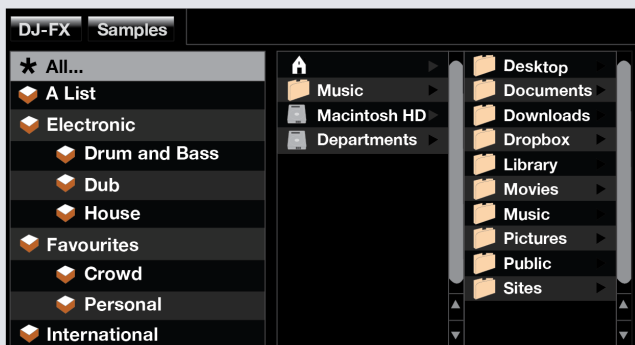 DJ-FX Samples
All...
A List
Electronic
Drum and Bass
Dub
House
Favourites
Crowd
Personal
International
Music
Macintosh HD
Departments
Desktop
Documents
Downloads
Dropbox
Library
Movies
Music
Pictures
Public
Sites